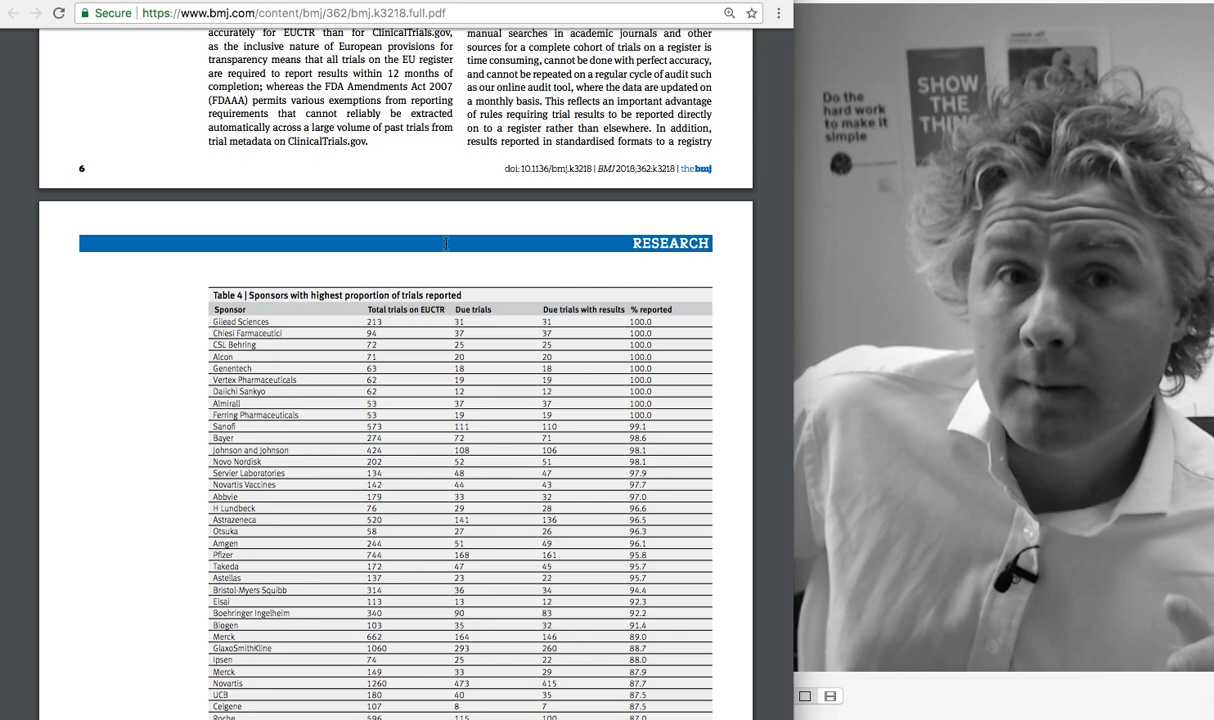 Secure | https://www.bmj.com/content/bmj/362/bmj.k3218.full.pdf
accurately for EUCTR than for ClinicalTrials.gov,
as the inclusive nature of European provisions for
transparency means that all trials on the EU register
are required to report results within 12 months of
completion; whereas the FDA Amendments Act 2007
(FDAAA) permits various exemptions from reporting
requirements that cannot reliably be extracted
automatically across a large volume of past trials from
trial metadata on ClinicalTrials.gov.
manual searches in academic journals and other
sources for a complete cohort of trials on a register is
time consuming, cannot be done with perfect accuracy,
and cannot be repeated on a regular cycle of audit such
as our online audit tool, where the data are updated on
a monthly basis. This reflects an important advantage
of rules requiring trial results to be reported directly
on to a register rather than elsewhere. In addition,
results reported in standardised formats to a registry
6
doi: 10.1136/bmj.k3218 | BMJ 2018;362:k3218 | thebmj
RESEARCH
Table 4 | Sponsors with highest proportion of trials reported
Sponsor Total trials on EUCTR Due trials Due trials with results % reported
Gilead Sciences 213 31 31 100.0
Chiesi Farmaceutici 94 37 37 100.0
CSL Behring 72 25 25 100.0
Alcon 71 20 20 100.0
Genentech 63 18 18 100.0
Vertex Pharmaceuticals 62 19 19 100.0
Daiichi Sankyo 62 12 12 100.0
Almirall 53 37 37 100.0
Ferring Pharmaceuticals 53 19 19 100.0
Sanofi 573 111 110 99.1
Bayer 274 72 71 98.6
Johnson and Johnson 424 108 106 98.1
Novo Nordisk 202 52 51 98.1
Servier Laboratories 134 48 47 97.9
Novartis Vaccines 142 44 43 97.7
Abbvie 179 33 32 97.0
H Lundbeck 76 29 28 96.6
Astrazeneca 520 141 136 96.5
Otsuka 58 27 26 96.3
Amgen 244 51 49 96.1
Pfizer 744 168 161 95.8
Takeda 172 47 45 95.7
Astellas 137 23 22 95.7
Bristol-Myers Squibb 314 36 34 94.4
Eisai 113 13 12 92.3
Boehringer Ingelheim 340 90 83 92.2
Biogen 103 35 32 91.4
Merck 662 164 146 89.0
GlaxoSmithKline 1060 293 260 88.7
Ipsen 74 25 22 88.0
Merck 149 33 29 87.9
Novartis 1260 473 415 87.7
UCB 180 40 35 87.5
Celgene 107 8 7 87.5
Roche 596 115 100 87.0
Do the
hard work
to make it
simple
SHOW
THE
THING